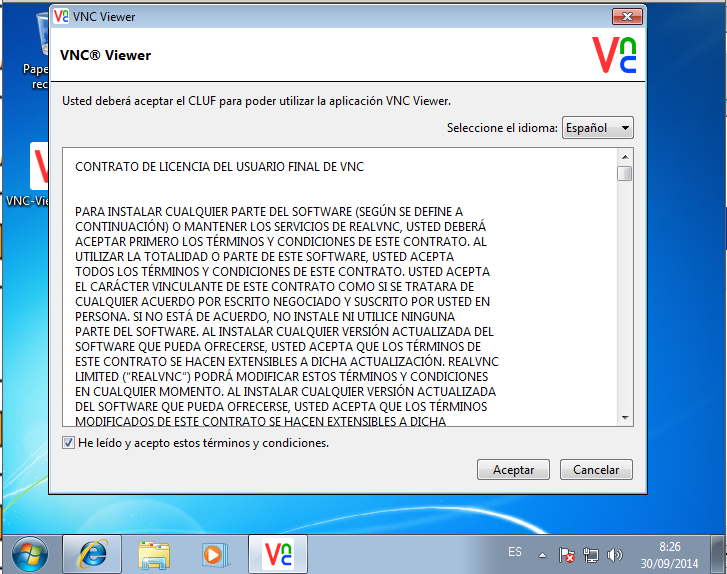 VNC Viewer
VNC® Viewer
Vnc
Usted deberá aceptar el CLUF para poder utilizar la aplicación VNC Viewer.
Seleccione el idioma: Español
CONTRATO DE LICENCIA DEL USUARIO FINAL DE VNC
PARA INSTALAR CUALQUIER PARTE DEL SOFTWARE (SEGÚN SE DEFINE A
CONTINUACIÓN) O MANTENER LOS SERVICIOS DE REALVNC, USTED DEBERÁ
ACEPTAR PRIMERO LOS TÉRMINOS Y CONDICIONES DE ESTE CONTRATO. AL
UTILIZAR LA TOTALIDAD O PARTE DE ESTE SOFTWARE, USTED ACEPTA
TODOS LOS TÉRMINOS Y CONDICIONES DE ESTE CONTRATO. USTED ACEPTA
EL CARÁCTER VINCULANTE DE ESTE CONTRATO COMO SI SE TRATARA DE
CUALQUIER ACUERDO POR ESCRITO NEGOCIADO Y SUSCRITO POR USTED EN
PERSONA. SI NO ESTÁ DE ACUERDO, NO INSTALE NI UTILICE NINGUNA
PARTE DEL SOFTWARE. AL INSTALAR CUALQUIER VERSIÓN ACTUALIZADA DEL
SOFTWARE QUE PUEDA OFRECERSE, USTED ACEPTA QUE LOS TÉRMINOS DE
ESTE CONTRATO SE HACEN EXTENSIBLES A DICHA ACTUALIZACIÓN. REALVNC
LIMITED (“REALVNC”) PODRÁ MODIFICAR ESTOS TÉRMINOS Y CONDICIONES
EN CUALQUIER MOMENTO. AL INSTALAR CUALQUIER VERSIÓN ACTUALIZADA
DEL SOFTWARE QUE PUEDA OFRECERSE, USTED ACEPTA QUE LOS TÉRMINOS
MODIFICADOS DE ESTE CONTRATO SE HACEN EXTENSIBLES A DICHA
He leído y acepto estos términos y condiciones.
Aceptar Cancelar
Pape
rec
VNC-Vie
Vnc
ES
8:26
30/09/2014